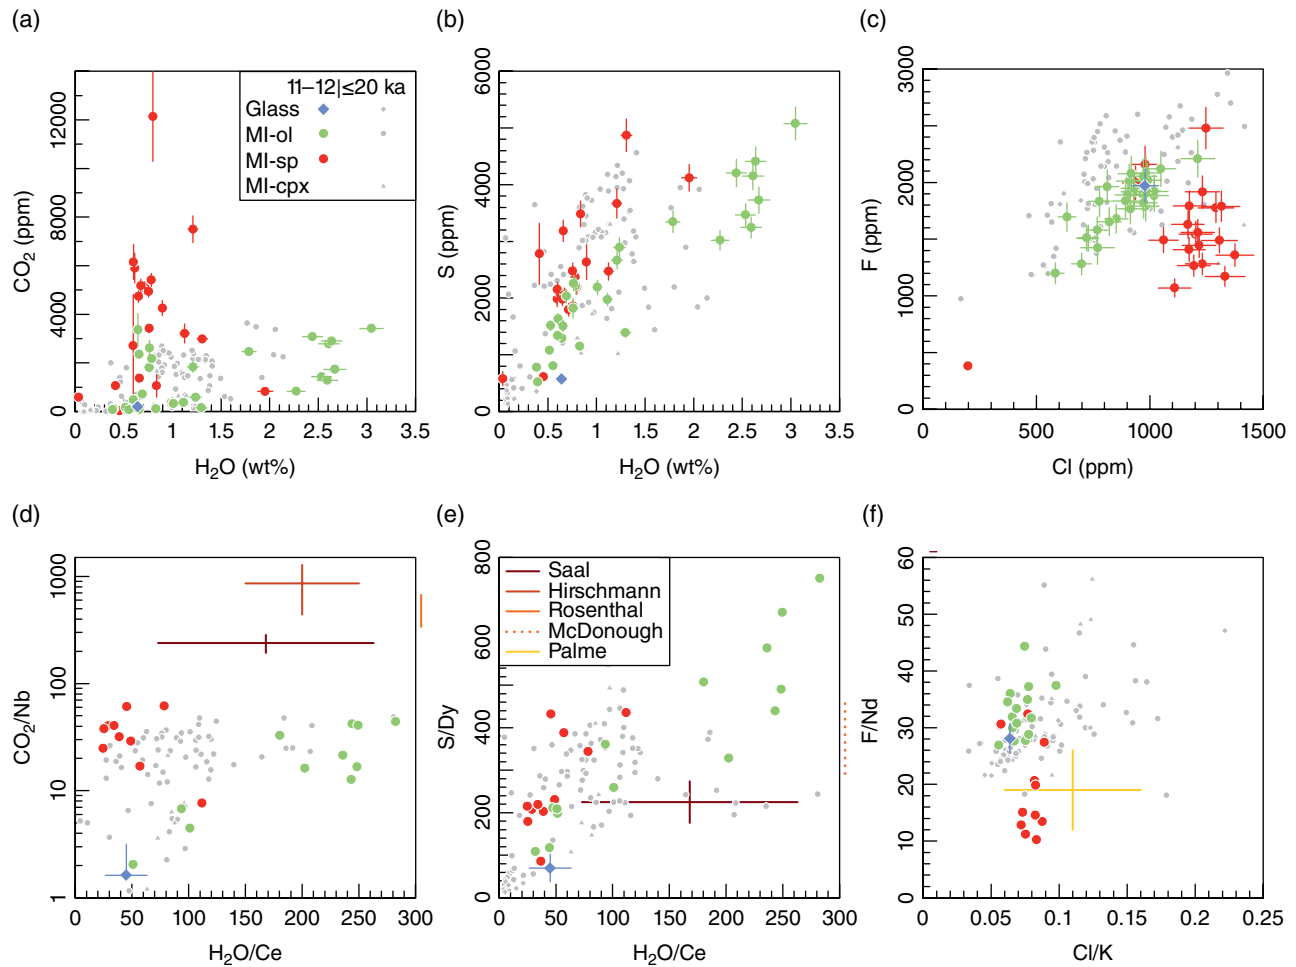 (a)
CO2 (ppm)
0 4000 8000 12000
11–12|≤20 ka
Glass
MI-ol
MI-sp
MI-cpx
0 0.5 1 1.5 2 2.5 3 3.5
H2O (wt%)
(b)
S (ppm)
0 2000 4000 6000
0 0.5 1 1.5 2 2.5 3 3.5
H2O (wt%)
(c)
F (ppm)
0 1000 2000 3000
0 500 1000 1500
Cl (ppm)
(d)
CO2/Nb
1 10 100 1000
0 50 100 150 200 250 300
H2O/Ce
(e)
S/Dy
0 200 400 600 800
Saal
Hirschmann
Rosenthal
McDonough
Palme
0 50 100 150 200 250 300
H2O/Ce
(f)
F/Nd
0 10 20 30 40 50 60
0 0.05 0.1 0.15 0.2 0.25
Cl/K